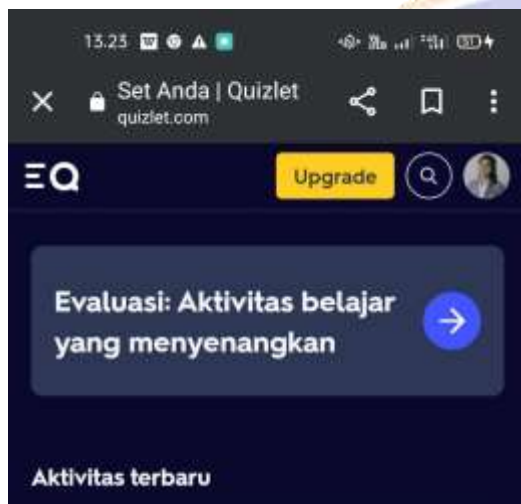 13.23
Set Anda | Quizlet
quizlet.com
Q
Upgrade
Evaluasi: Aktivitas belajar
yang menyenangkan
Aktivitas terbaru